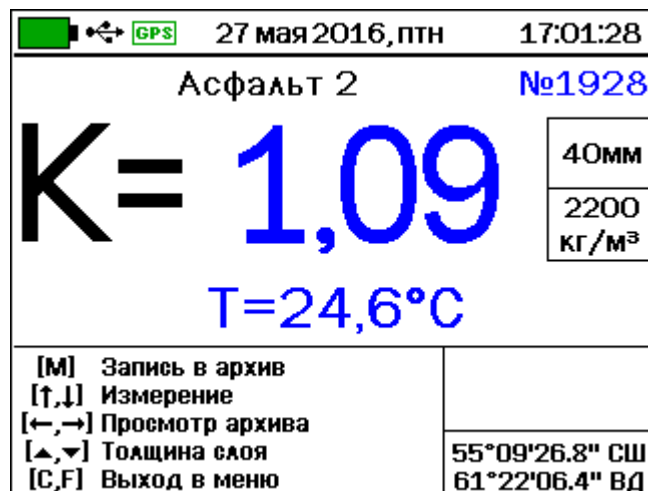 GPS 27 мая 2016, птн 17:01:28
Асфальт 2 №1928
K= 1,09
40мм
2200
кг/м³
T=24,6°C
[M] Запись в архив
[↑,↓] Измерение
[←,→] Просмотр архива
[▲,▼] Толщина слоя
[C,F] Выход в меню
55°09'26.8" СШ
61°22'06.4" ВД